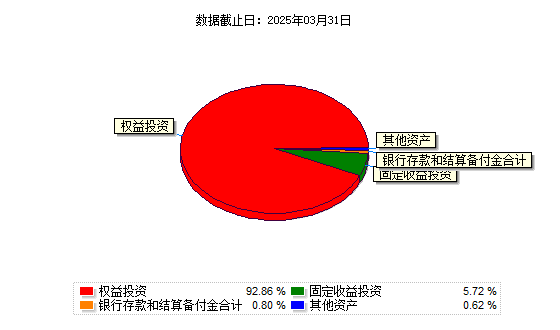 数据截止日：2025年03月31日
权益投资
其他资产
银行存款和结算备付金合计
固定收益投资
权益投资 92.86 % 固定收益投资 5.72 %
银行存款和结算备付金合计 0.80 % 其他资产 0.62 %